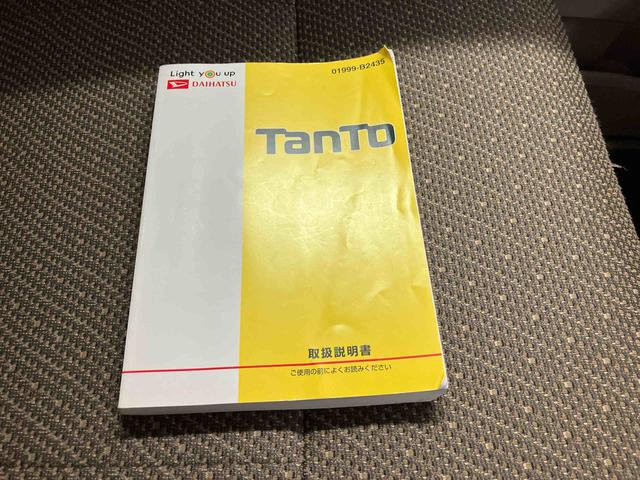 Light you up
DAIHATSU
01999-B2435
TanTo
取扱説明書
ご使用の前によくお読みください